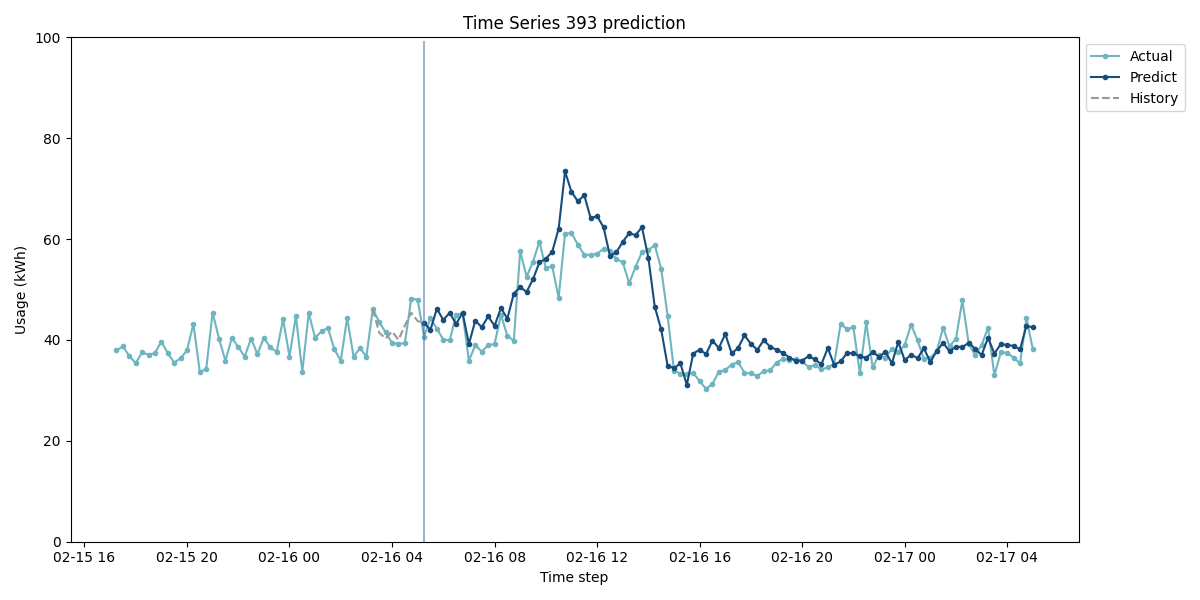 Time Series 393 prediction
100
80
60
40
20
0
Usage (kWh)
02-15 16
02-15 20
02-16 00
02-16 04
02-16 08
02-16 12
02-16 16
02-16 20
02-17 00
02-17 04
Time step
Actual
Predict
History